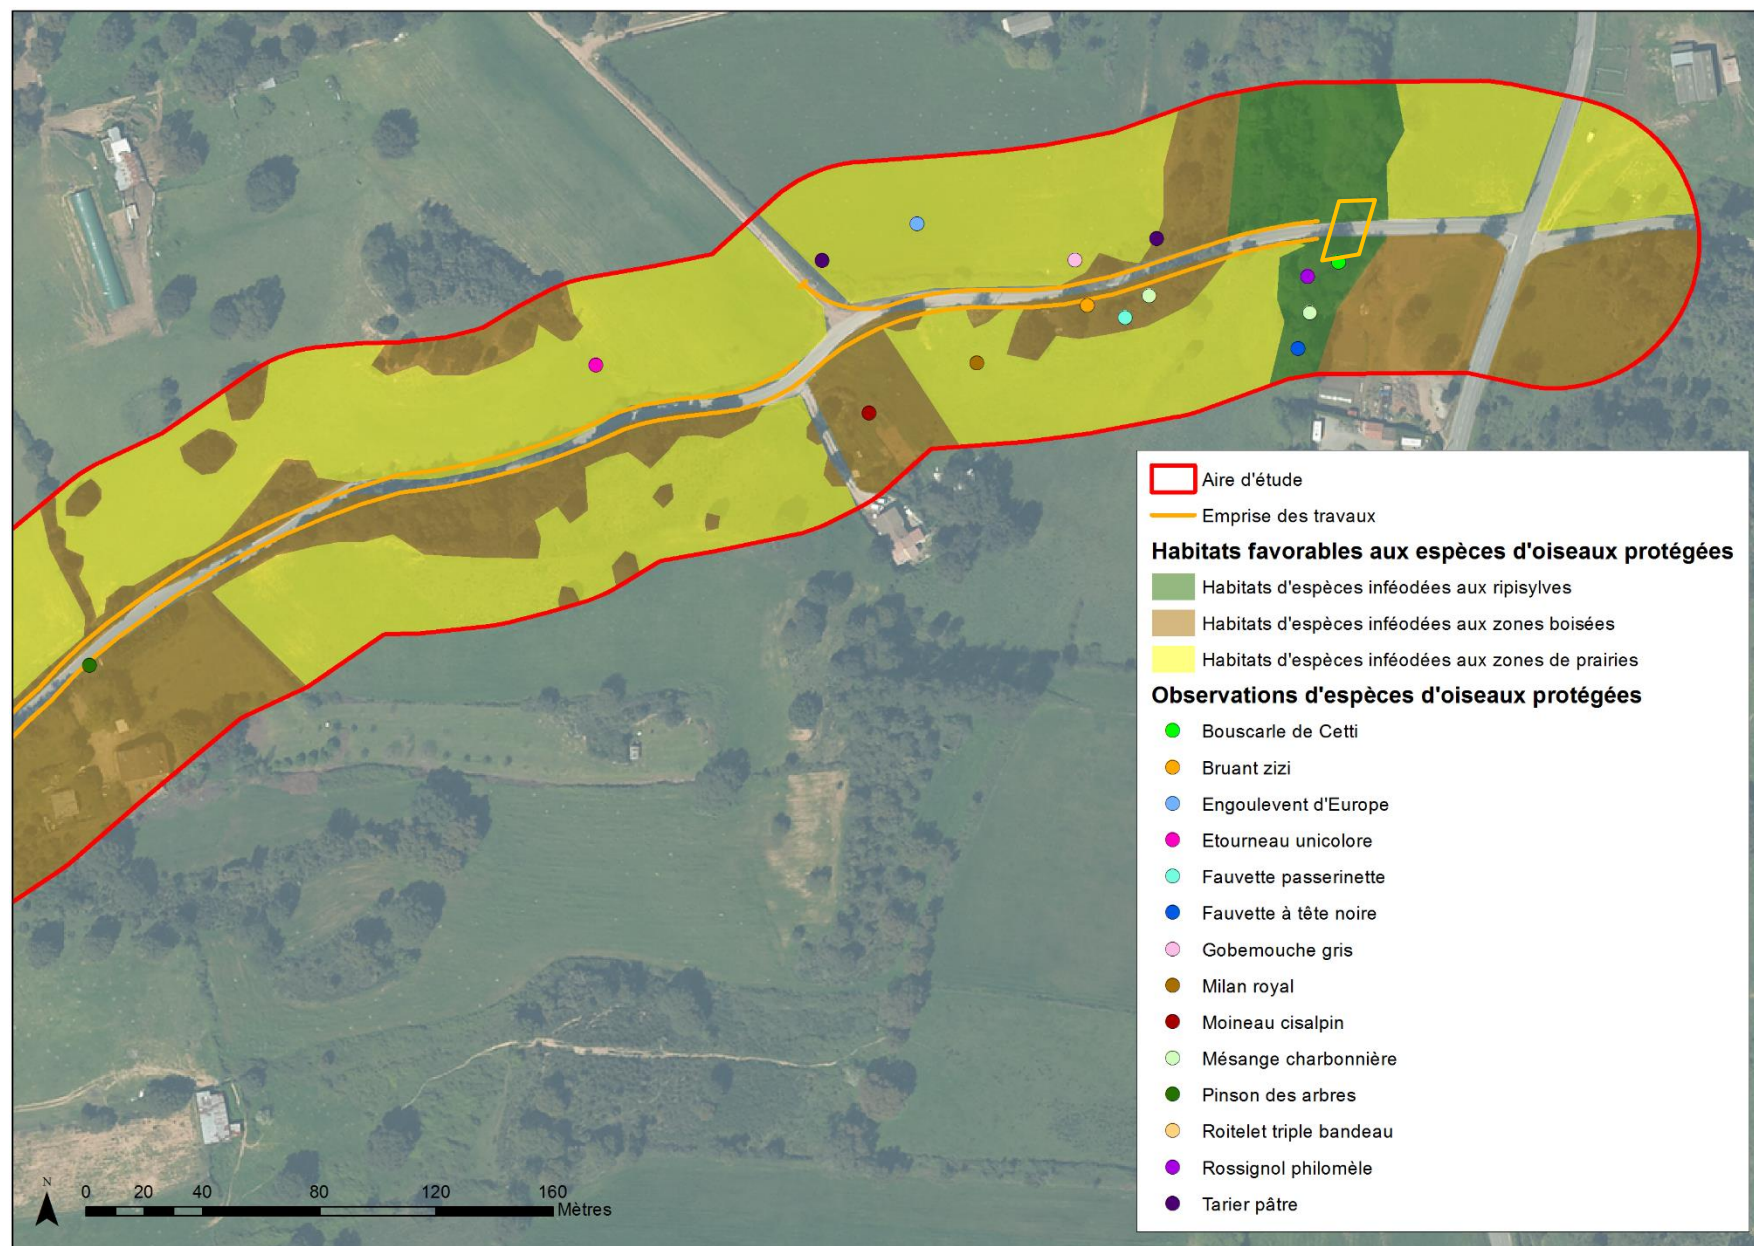 Aire d'étude
Emprise des travaux
Habitats favorables aux espèces d'oiseaux protégées
Habitats d'espèces inféodées aux ripisylves
Habitats d'espèces inféodées aux zones boisées
Habitats d'espèces inféodées aux zones de prairies
Observations d'espèces d'oiseaux protégées
Bouscarle de Cetti
Bruant zizi
Engoulevent d'Europe
Etourneau unicolore
Fauvette passerinette
Fauvette à tête noire
Gobemouche gris
Milan royal
Moineau cisalpin
Mésange charbonnière
Pinson des arbres
Roitelet triple bandeau
Rossignol philomèle
Tarier pâtre
N
0 20 40 80 120 160
Mètres